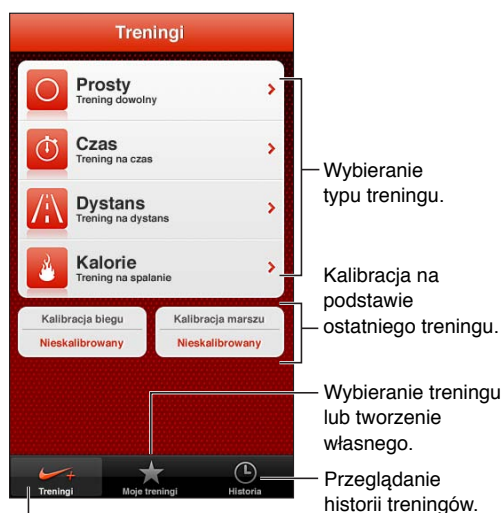 Treningi
Prosty
Trening dowolny
Czas
Trening na czas
Dystans
Trening na dystans
Kalorie
Trening na spalanie
Kalibracja biegu
Nieskalibrowany
Kalibracja marszu
Nieskalibrowany
Treningi
Moje treningi
Historia
Wybieranie
typu treningu.
Kalibracja na
podstawie
ostatniego treningu.
Wybieranie treningu
lub tworzenie
własnego.
Przeglądanie
historii treningów.